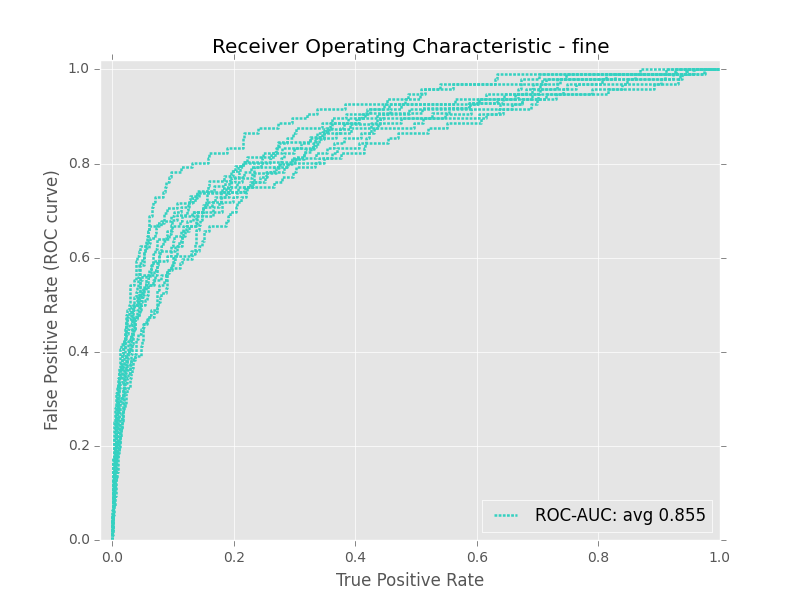 Receiver Operating Characteristic - fine
1.0
0.8
0.6
0.4
0.2
0.0
False Positive Rate (ROC curve)
ROC-AUC: avg 0.855
0.0 0.2 0.4 0.6 0.8 1.0
True Positive Rate